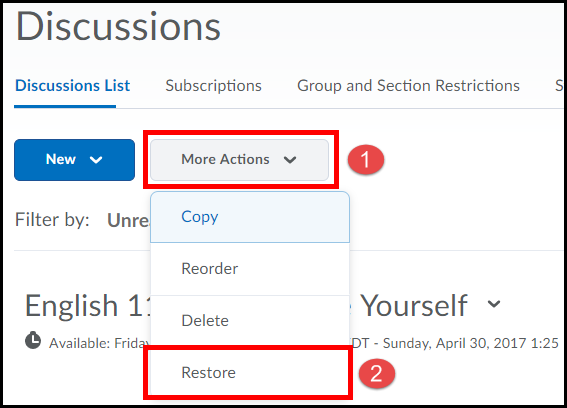 Discussions
Discussions List Subscriptions Group and Section Restrictions S
New More Actions 1
Filter by: Unre
Copy
Reorder
English 11 Yourself
Delete
Available: Frida DT - Sunday, April 30, 2017 1:25
Restore 2